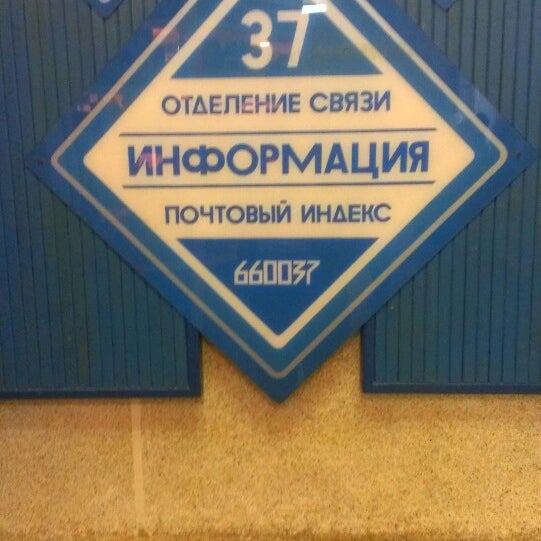 37
ОТДЕЛЕНИЕ СВЯЗИ
ИНФОРМАЦИЯ
ПОЧТОВЫЙ ИНДЕКС
660037